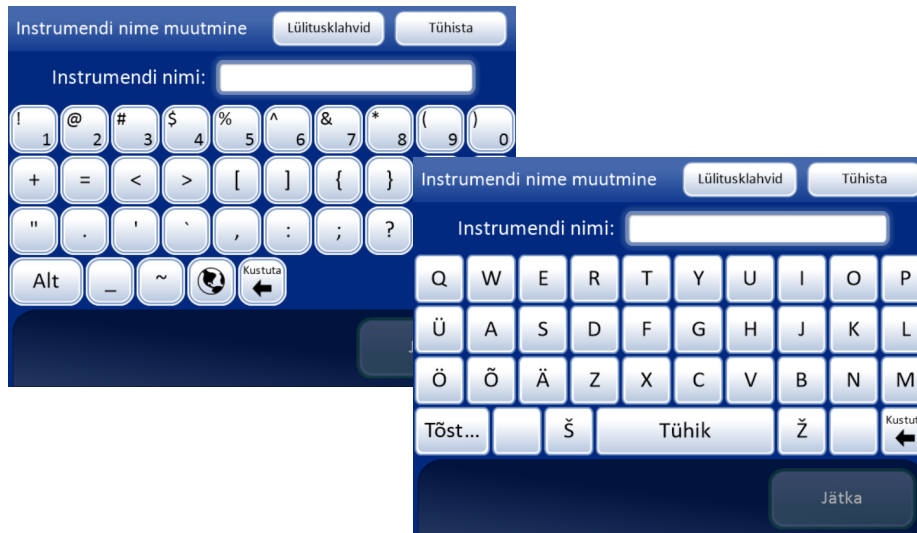 Instrumendi nime muutmine Lülitusklahvid Tühista
Instrumendi nimi:
! 1 @ 2 # 3 $ 4 % 5 ^ 6 & 7 * 8 ( 9 ) 0
+ = < > [ ] { }
" . ' ` , : ; ?
Alt _ ~ Kustuta
Instrumendi nime muutmine Lülitusklahvid Tühista
Instrumendi nimi:
Q W E R T Y U I O P
Ü A S D F G H J K L
Ö Õ Ä Z X C V B N M
Tõst... Š Tühik Ž Kustut
Jätka